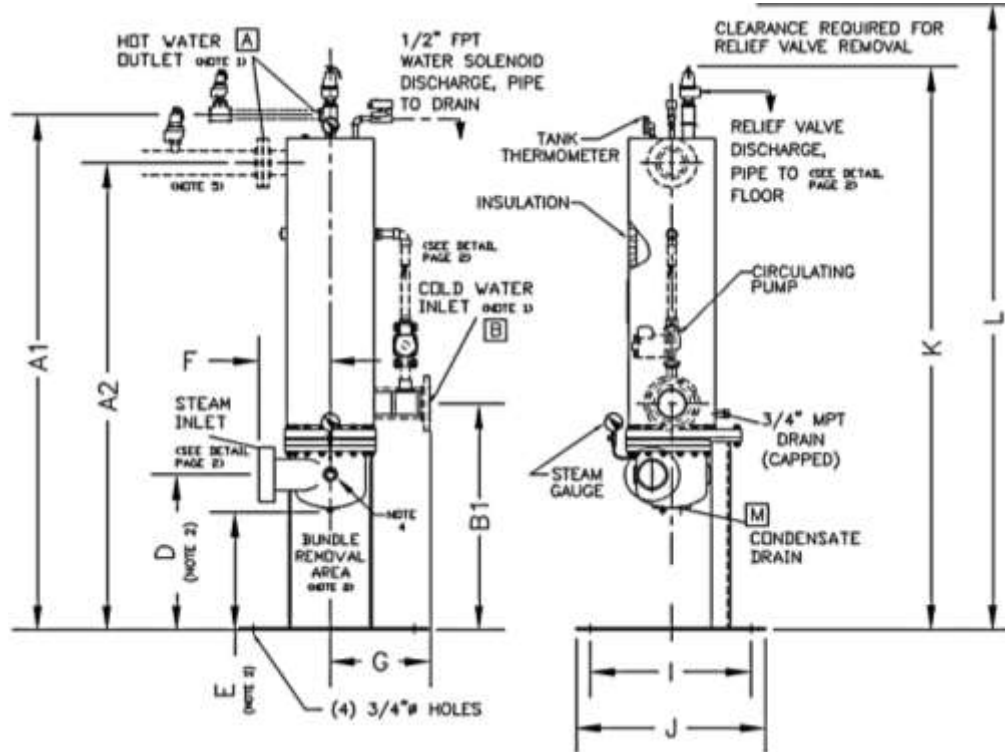 HOT WATER A
OUTLET (NOTE 1)
1/2" FPT
WATER SOLENOID
DISCHARGE, PIPE
TO DRAIN
CLEARANCE REQUIRED FOR
RELIEF VALVE REMOVAL
TANK
THERMOMETER
RELIEF VALVE
DISCHARGE,
PIPE TO (SEE DETAIL
FLOOR PAGE 2)
(NOTE 5)
INSULATION
(SEE DETAIL
PAGE 2)
COLD WATER
INLET (NOTE 1)
B
CIRCULATING
PUMP
A1
A2
F
K
L
STEAM
INLET
(SEE DETAIL
PAGE 2)
3/4" MPT
DRAIN
(CAPPED)
STEAM
GAUGE
B1
D
(NOTE 2)
NOTE
4
M
CONDENSATE
DRAIN
BUNDLE
REMOVAL
AREA
(NOTE 2)
E
(NOTE 2)
G
I
J
(4) 3/4"ø HOLES